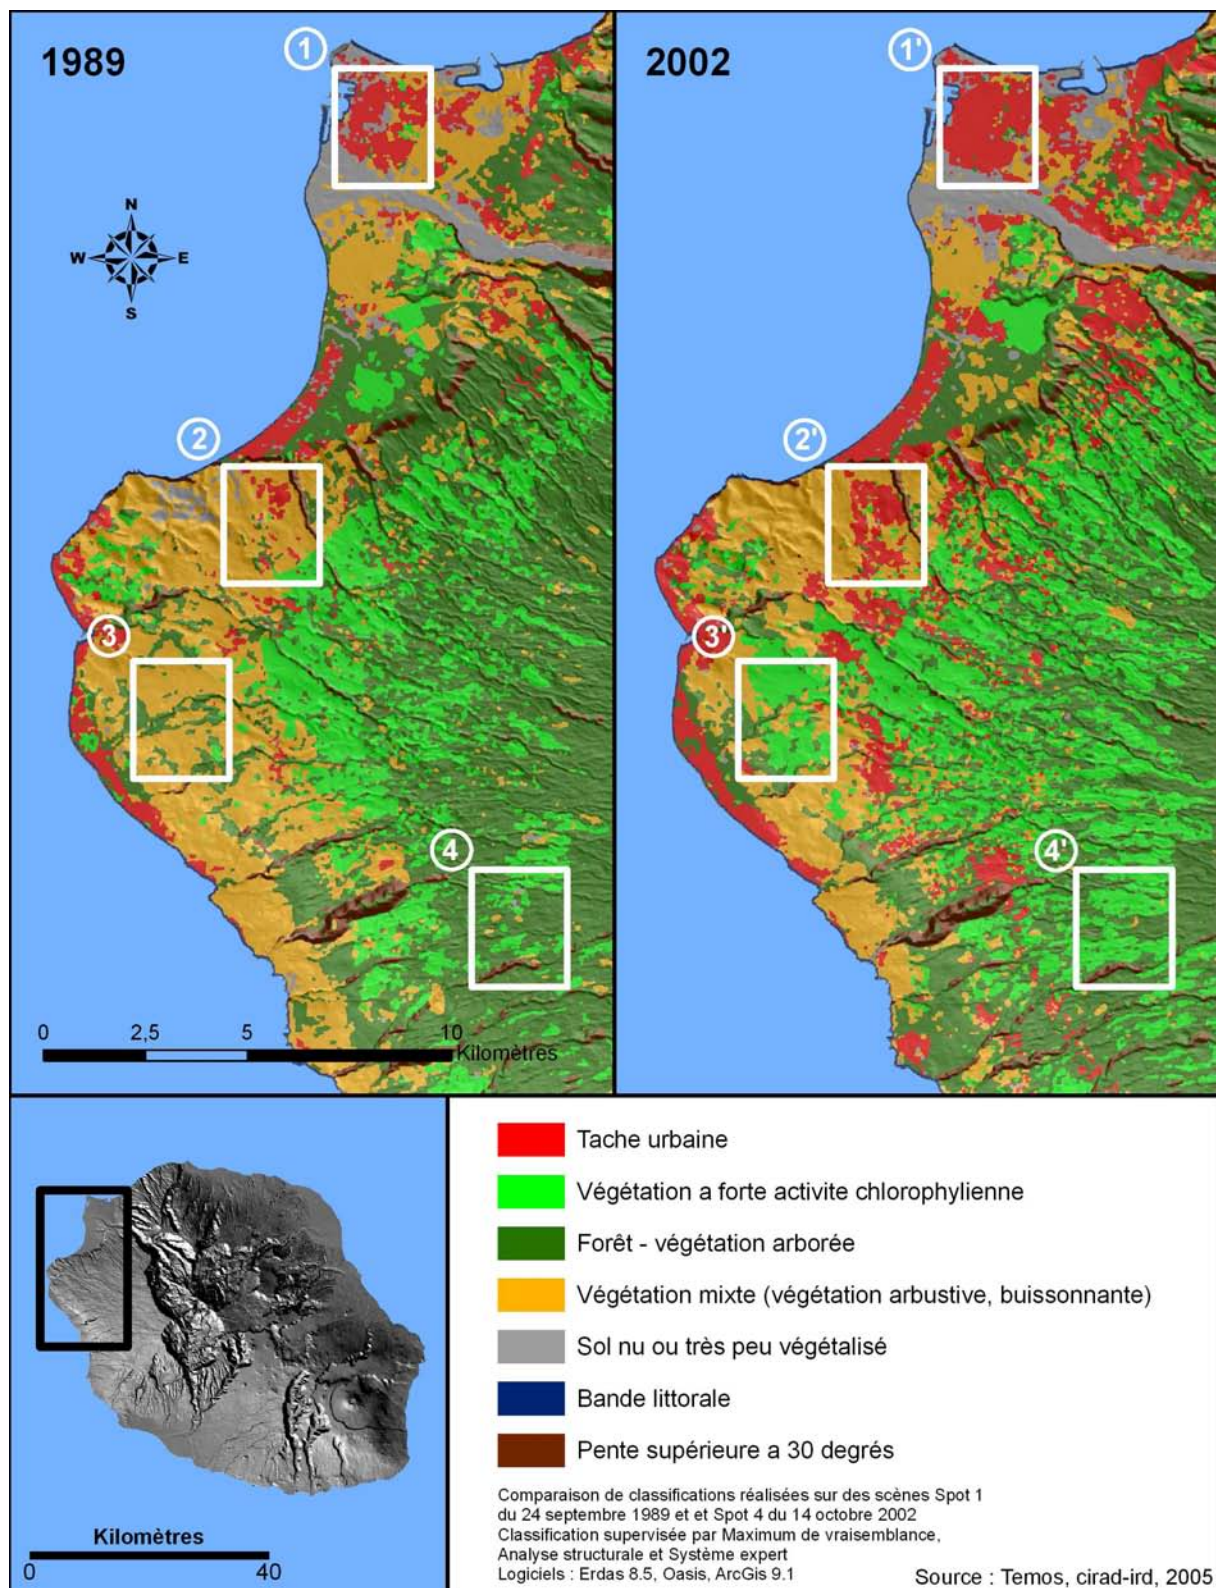 1989
1
2002
1'
N
W E
S
2
2'
3
3'
4
4'
0 2,5 5 10
Kilomètres
Tache urbaine
Végétation a forte activite chlorophylienne
Forêt - végétation arborée
Végétation mixte (végétation arbustive, buissonnante)
Sol nu ou très peu végétalisé
Bande littorale
Pente supérieure a 30 degrés
Comparaison de classifications réalisées sur des scènes Spot 1
du 24 septembre 1989 et et Spot 4 du 14 octobre 2002
Classification supervisée par Maximum de vraisemblance,
Analyse structurale et Système expert
Logiciels : Erdas 8.5, Oasis, ArcGis 9.1
Source : Temos, cirad-ird, 2005
Kilomètres
0 40